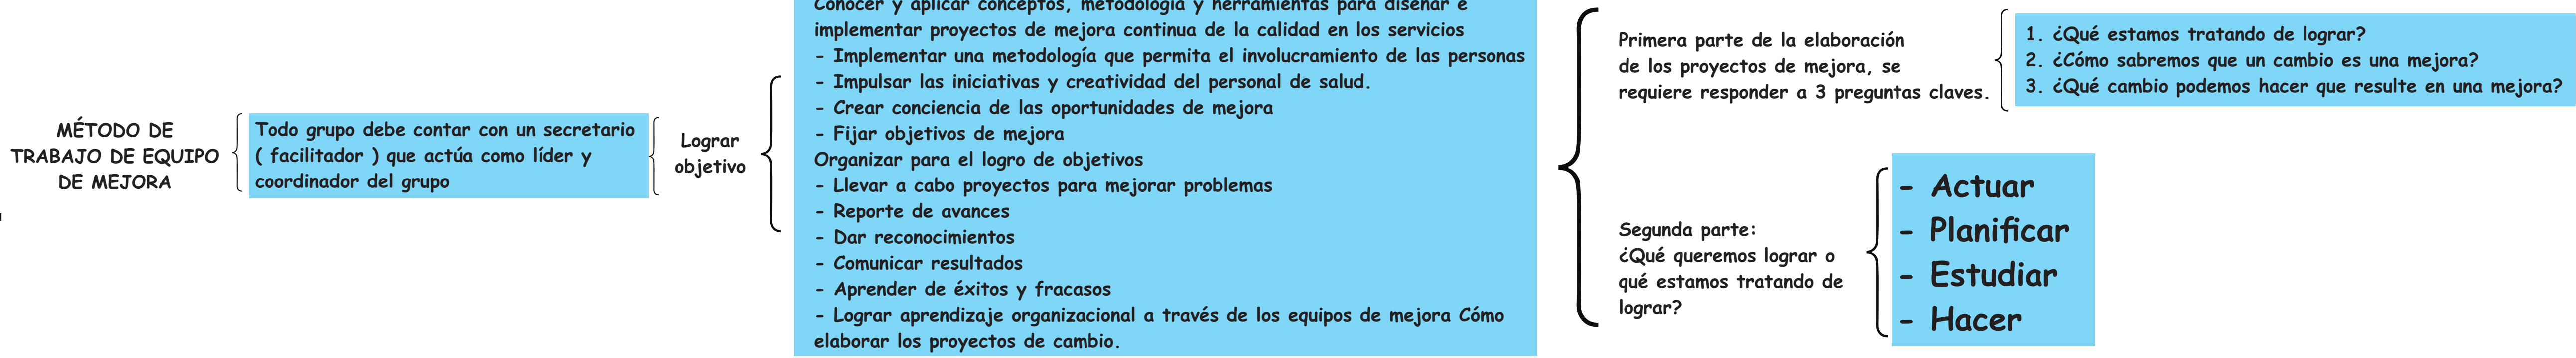 MÉTODO DE
TRABAJO DE EQUIPO
DE MEJORA
Todo grupo debe contar con un secretario
( facilitador ) que actúa como líder y
coordinador del grupo
Lograr
objetivo
Conocer y aplicar conceptos, metodología y herramientas para diseñar e
implementar proyectos de mejora continua de la calidad en los servicios
- Implementar una metodología que permita el involucramiento de las personas
- Impulsar las iniciativas y creatividad del personal de salud.
- Crear conciencia de las oportunidades de mejora
- Fijar objetivos de mejora
Organizar para el logro de objetivos
- Llevar a cabo proyectos para mejorar problemas
- Reporte de avances
- Dar reconocimientos
- Comunicar resultados
- Aprender de éxitos y fracasos
- Lograr aprendizaje organizacional a través de los equipos de mejora Cómo
elaborar los proyectos de cambio.
Primera parte de la elaboración
de los proyectos de mejora, se
requiere responder a 3 preguntas claves.
1. ¿Qué estamos tratando de lograr?
2. ¿Cómo sabremos que un cambio es una mejora?
3. ¿Qué cambio podemos hacer que resulte en una mejora?
Segunda parte:
¿Qué queremos lograr o
qué estamos tratando de
lograr?
- Actuar
- Planificar
- Estudiar
- Hacer